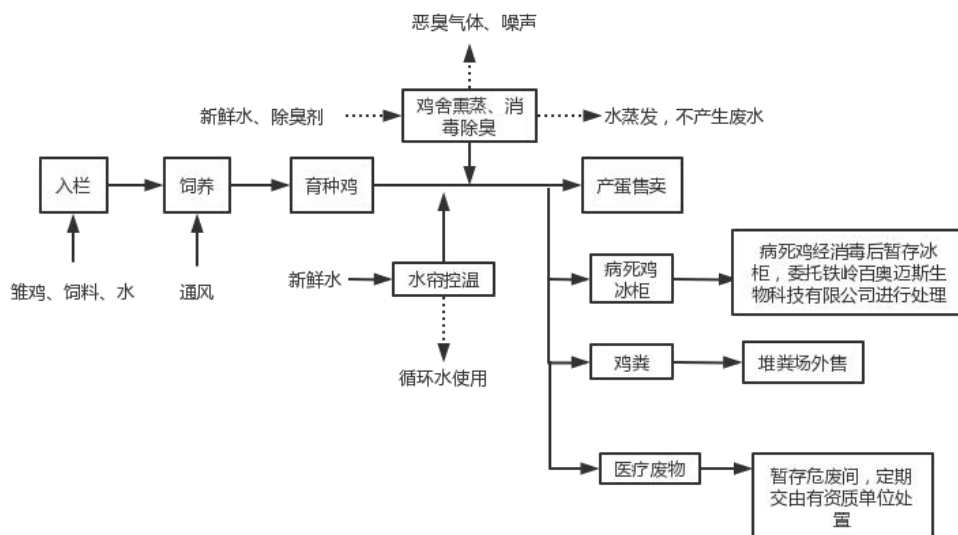 恶臭气体、噪声
新鲜水、除臭剂
鸡舍熏蒸、消
毒除臭
水蒸发，不产生废水
入栏
饲养
育种鸡
产蛋售卖
雏鸡、饲料、水
通风
新鲜水
水帘控温
循环水使用
病死鸡
冰柜
病死鸡经消毒后暂存冰
柜，委托铁岭百奥迈斯生
物科技有限公司进行处理
鸡粪
堆粪场外售
医疗废物
暂存危废间，定期
交由有资质单位处
置